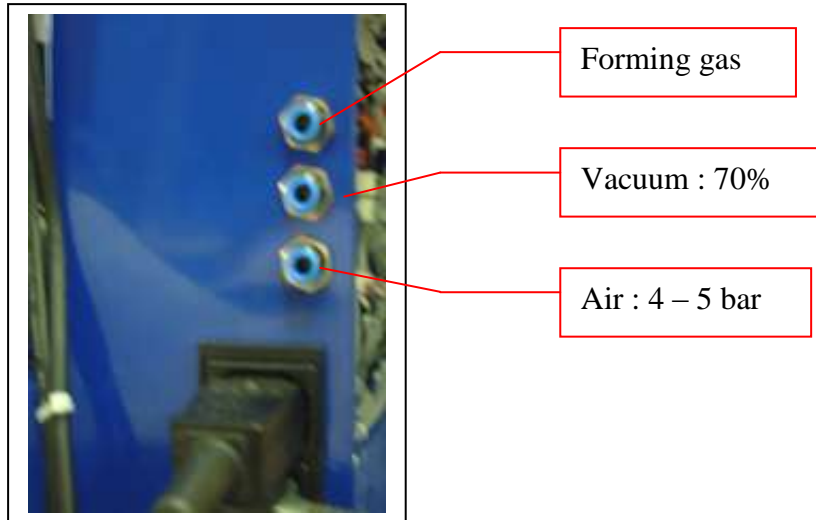 Forming gas
Vacuum : 70%
Air : 4 – 5 bar